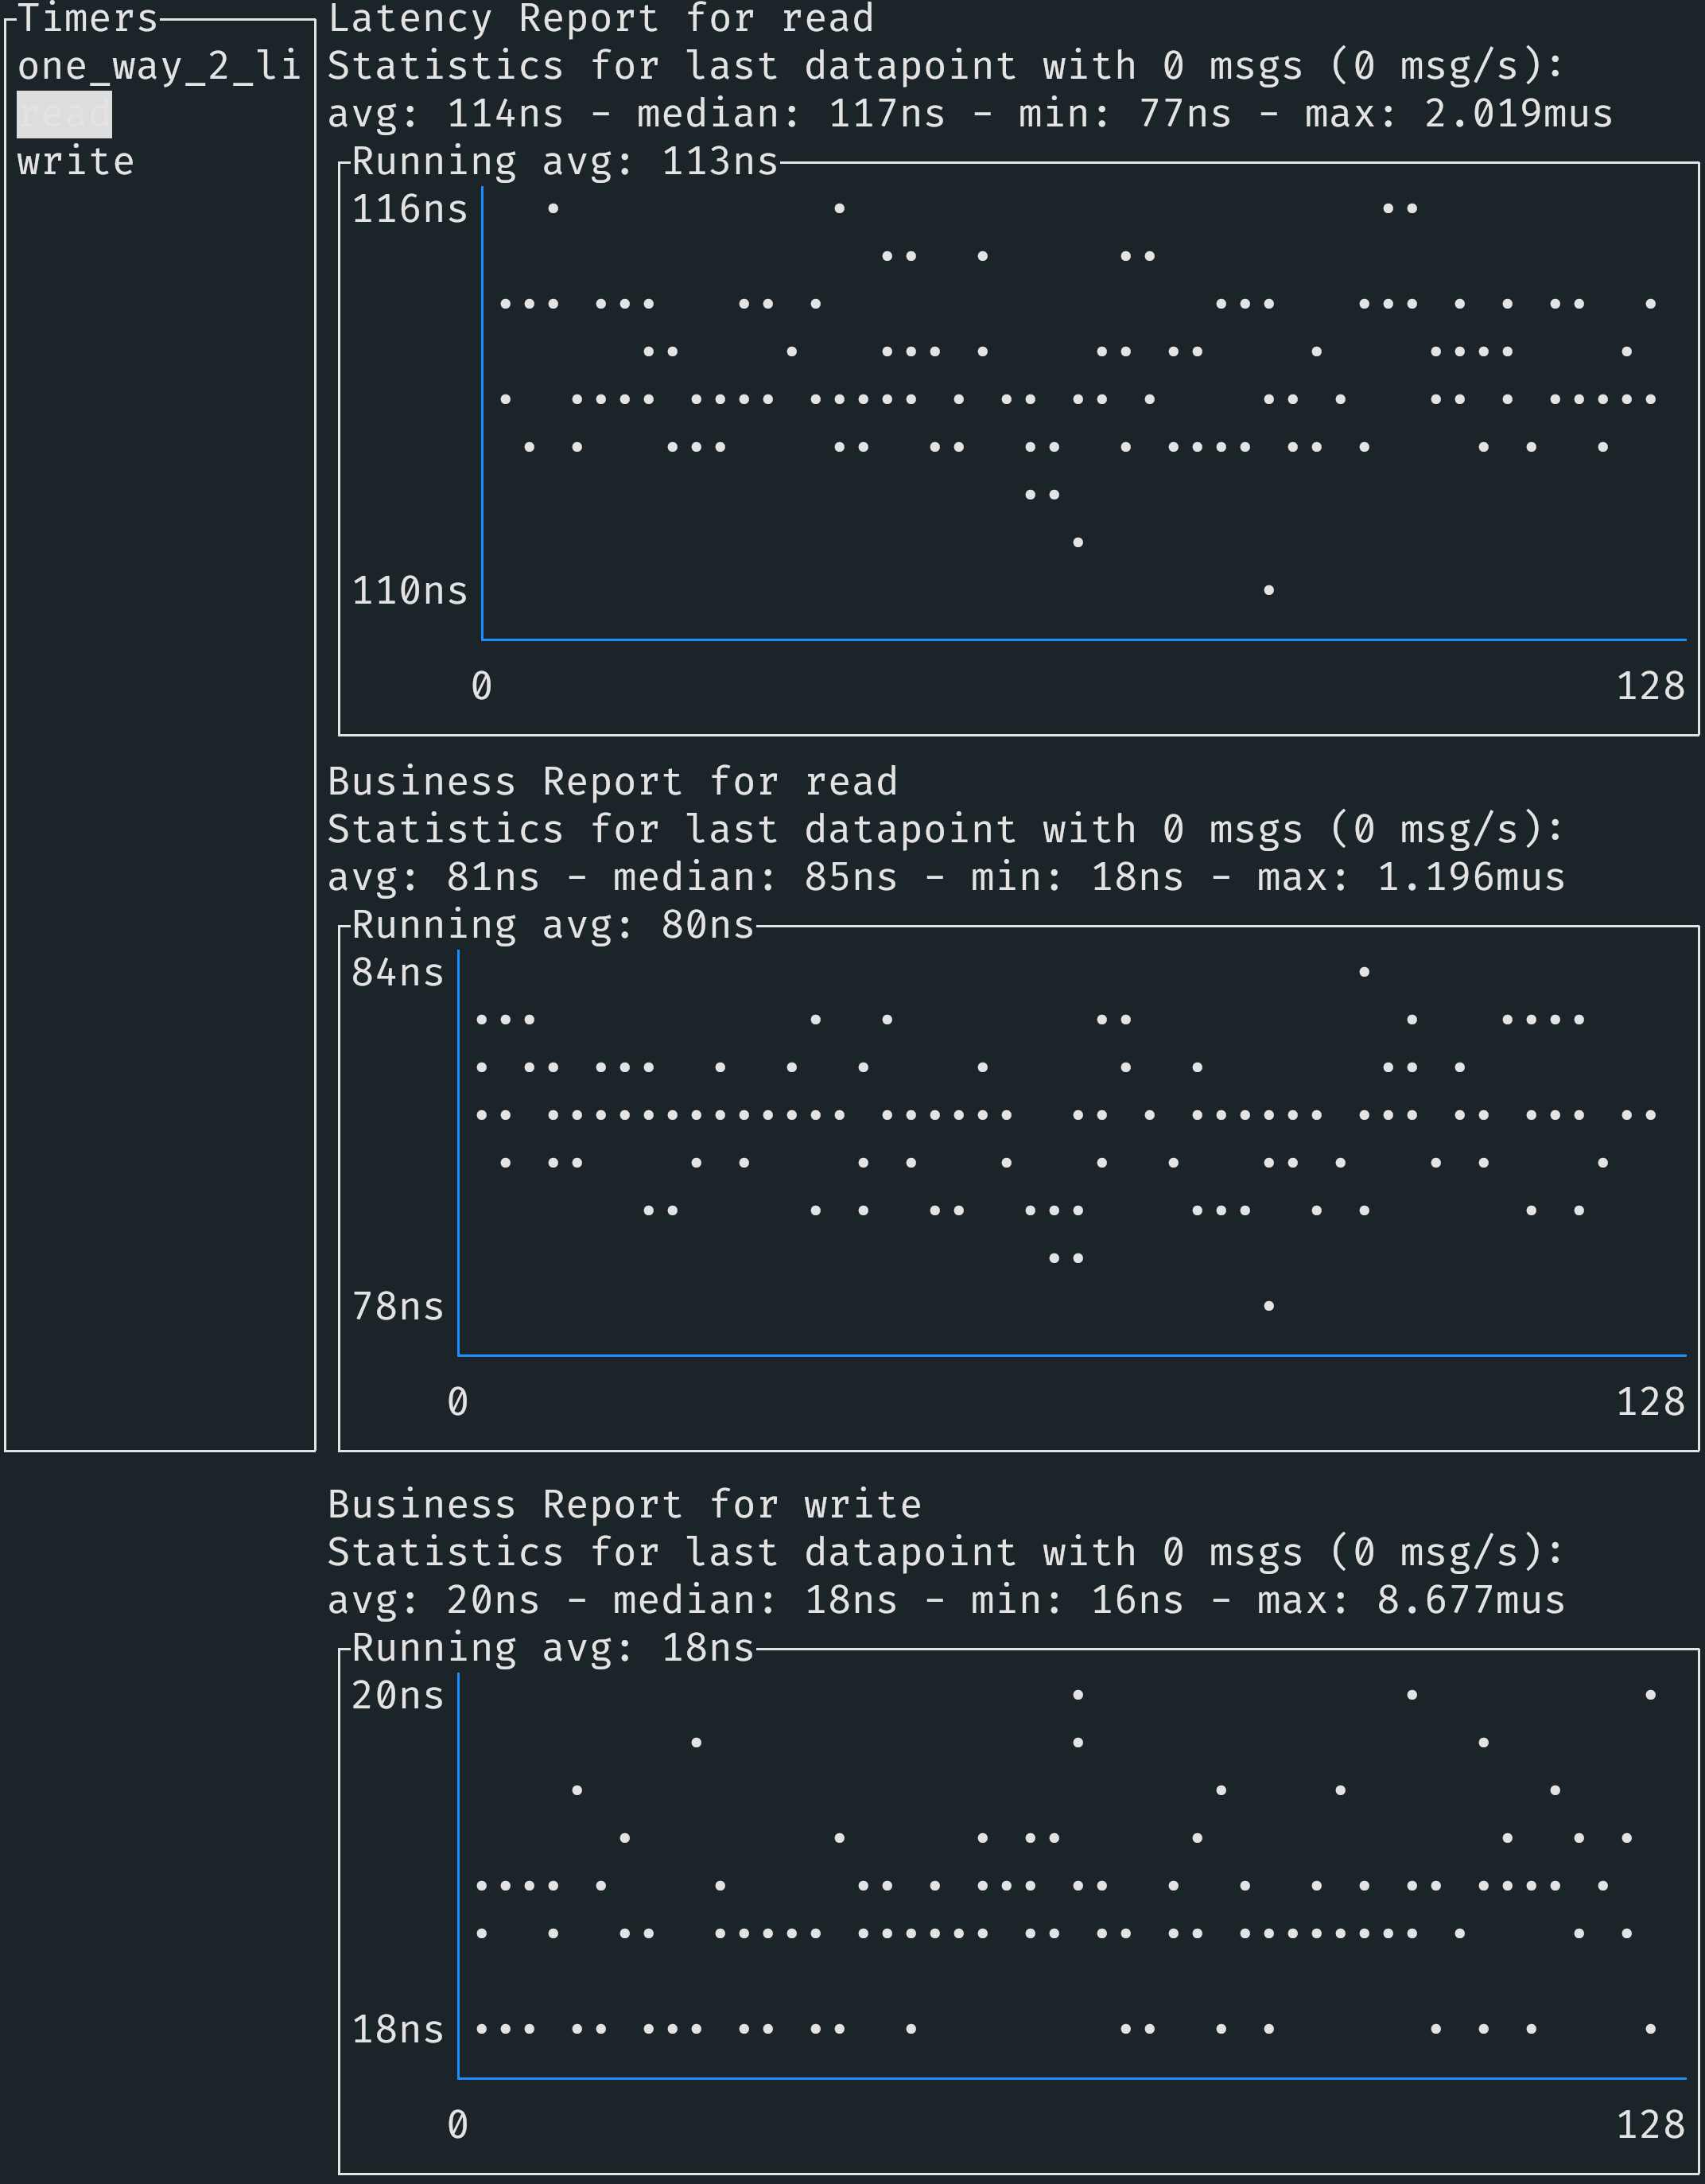 Timers
one_way_2_li
read
write
Latency Report for read
Statistics for last datapoint with 0 msgs (0 msg/s):
avg: 114ns - median: 117ns - min: 77ns - max: 2.019mus
Running avg: 113ns
116ns
110ns
0 128
Business Report for read
Statistics for last datapoint with 0 msgs (0 msg/s):
avg: 81ns - median: 85ns - min: 18ns - max: 1.196mus
Running avg: 80ns
84ns
78ns
0 128
Business Report for write
Statistics for last datapoint with 0 msgs (0 msg/s):
avg: 20ns - median: 18ns - min: 16ns - max: 8.677mus
Running avg: 18ns
20ns
18ns
0 128